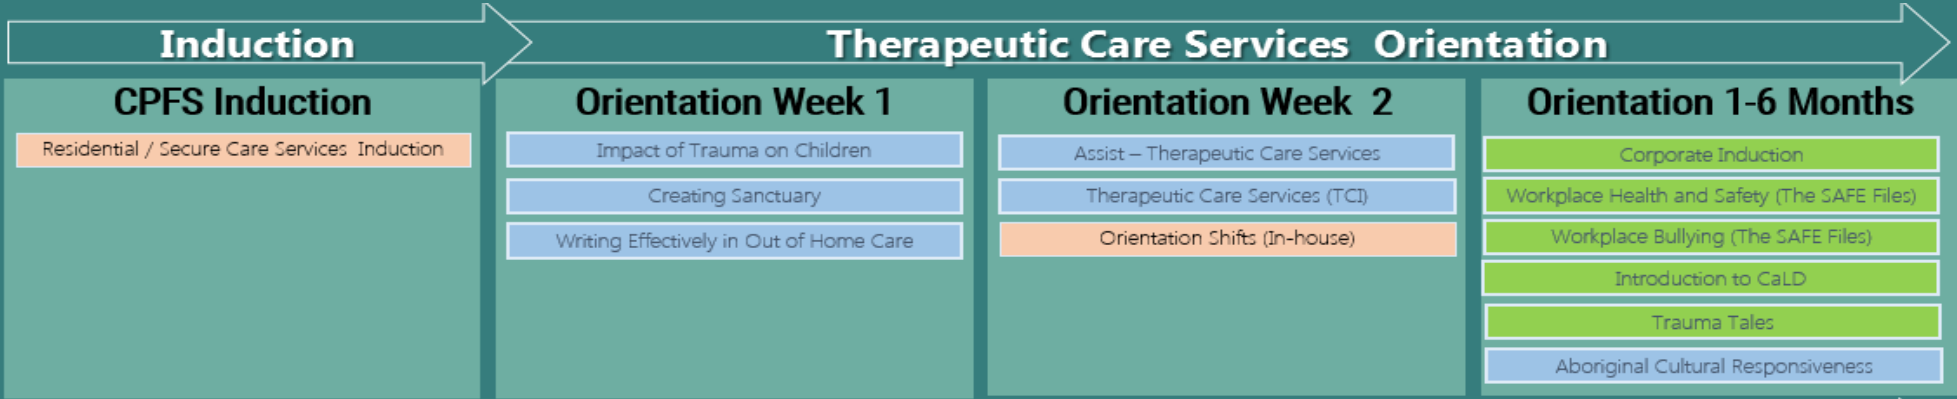 Induction
Therapeutic Care Services Orientation
CPFS Induction
Residential / Secure Care Services Induction
Orientation Week 1
Impact of Trauma on Children
Creating Sanctuary
Writing Effectively in Out of Home Care
Orientation Week 2
Assist – Therapeutic Care Services
Therapeutic Care Services (TCI)
Orientation Shifts (In-house)
Orientation 1-6 Months
Corporate Induction
Workplace Health and Safety (The SAFE Files)
Workplace Bullying (The SAFE Files)
Introduction to CaLD
Trauma Tales
Aboriginal Cultural Responsiveness